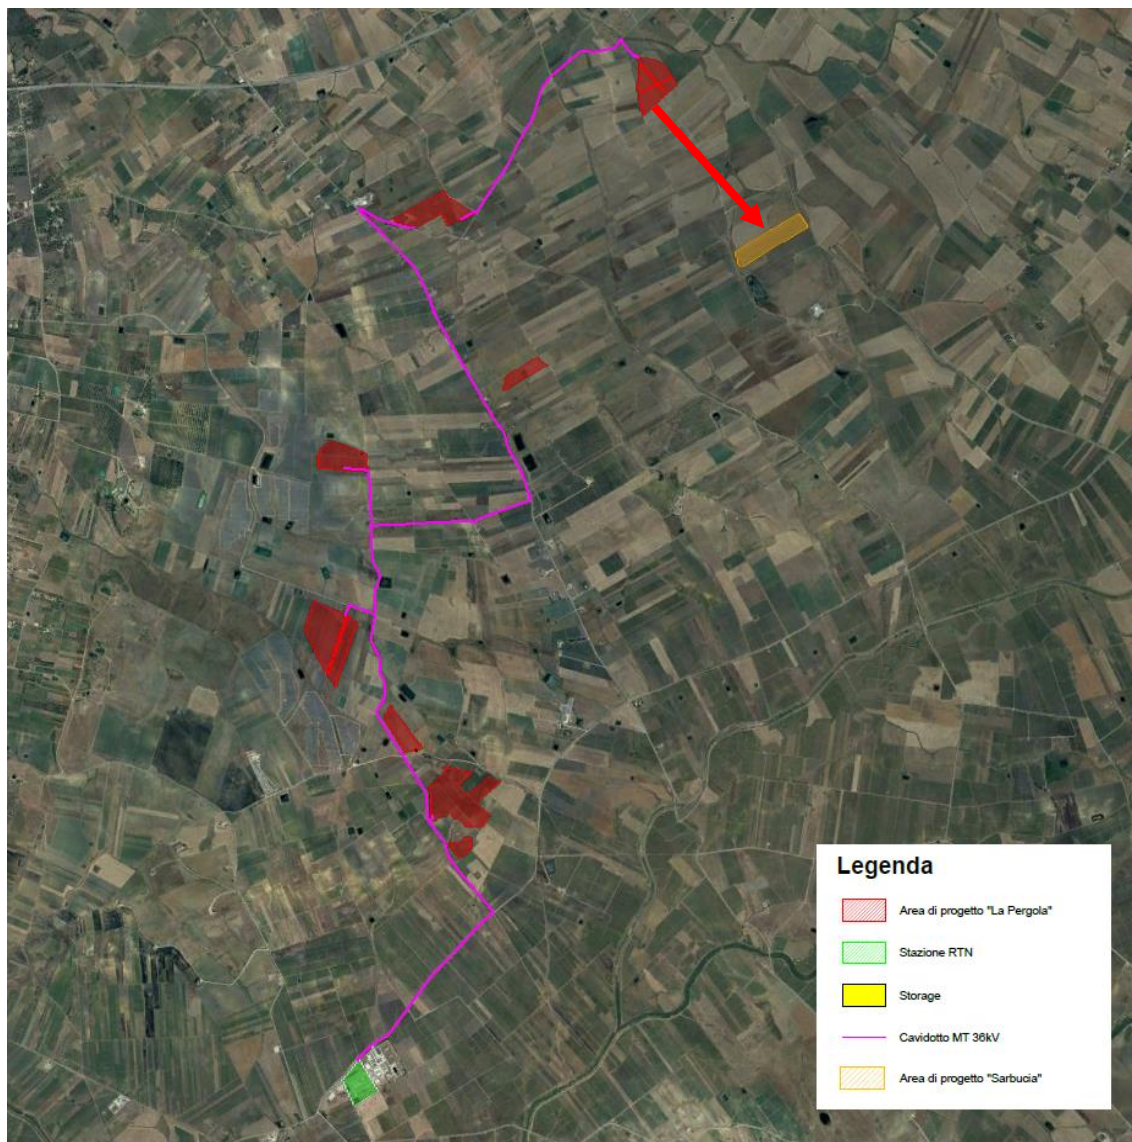 Legenda
Area di progetto "La Pergola"
Stazione RTN
Storage
Cavidotto MT 36kV
Area di progetto "Sarbucia"